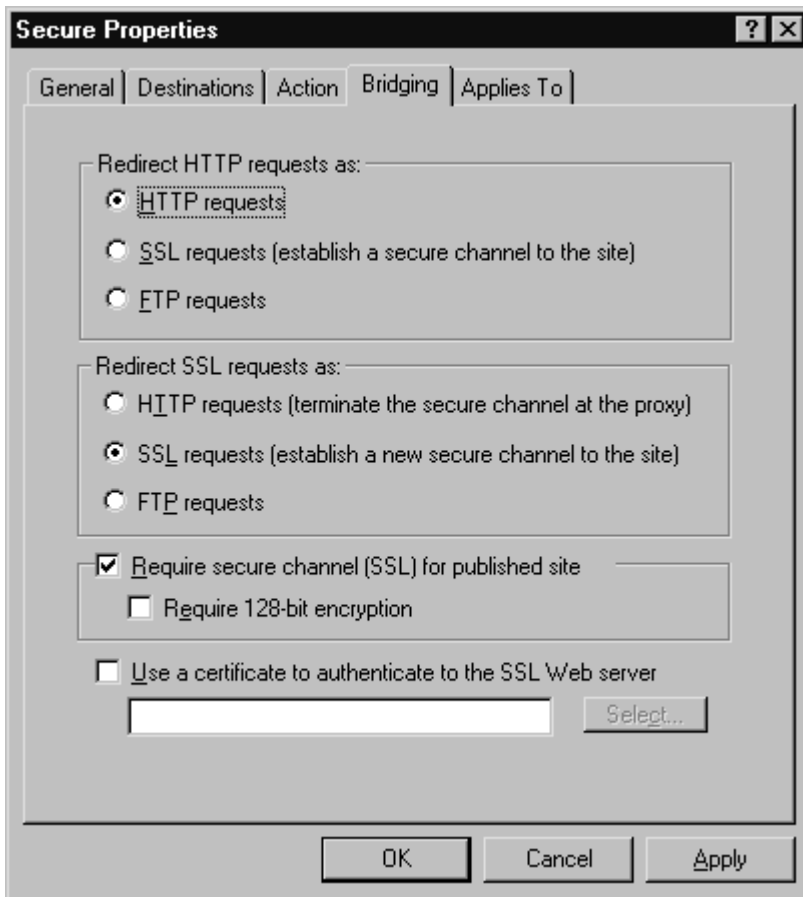 Secure Properties
General Destinations Action Bridging Applies To
Redirect HTTP requests as:
HTTP requests
SSL requests (establish a secure channel to the site)
FTP requests
Redirect SSL requests as:
HTTP requests (terminate the secure channel at the proxy)
SSL requests (establish a new secure channel to the site)
FTP requests
Require secure channel (SSL) for published site
Require 128-bit encryption
Use a certificate to authenticate to the SSL Web server
Select...
OK Cancel Apply